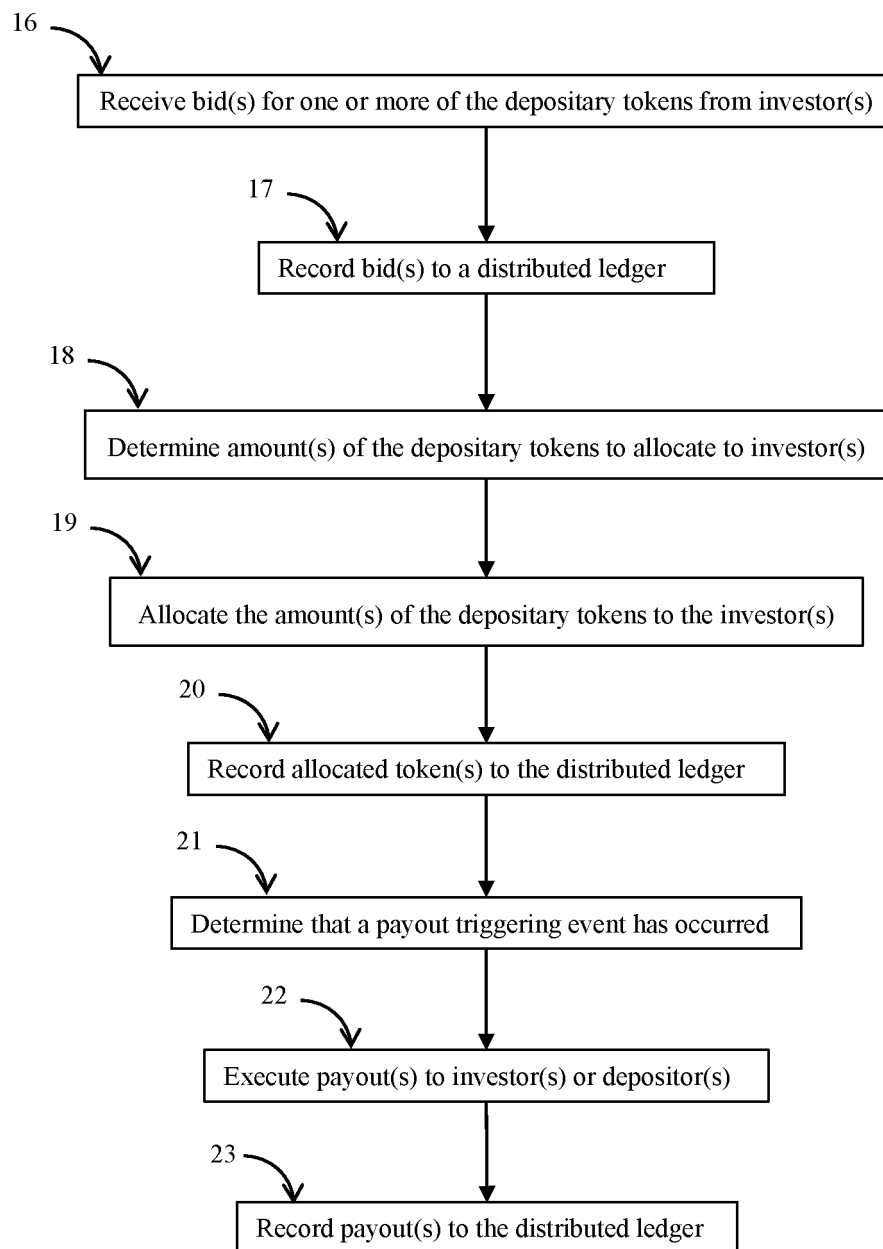 16
Receive bid(s) for one or more of the depositary tokens from investor(s)
17
Record bid(s) to a distributed ledger
18
Determine amount(s) of the depositary tokens to allocate to investor(s)
19
Allocate the amount(s) of the depositary tokens to the investor(s)
20
Record allocated token(s) to the distributed ledger
21
Determine that a payout triggering event has occurred
22
Execute payout(s) to investor(s) or depositor(s)
23
Record payout(s) to the distributed ledger